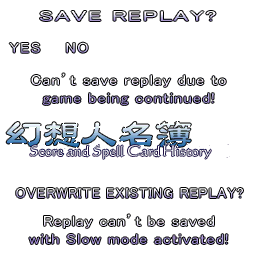 SAVE REPLAY?
YES NO
Can't save replay due to
game being continued!
幻想人名簿
Score and Spell Card History
OVERWRITE EXISTING REPLAY?
Replay can't be saved
with Slow mode activated!